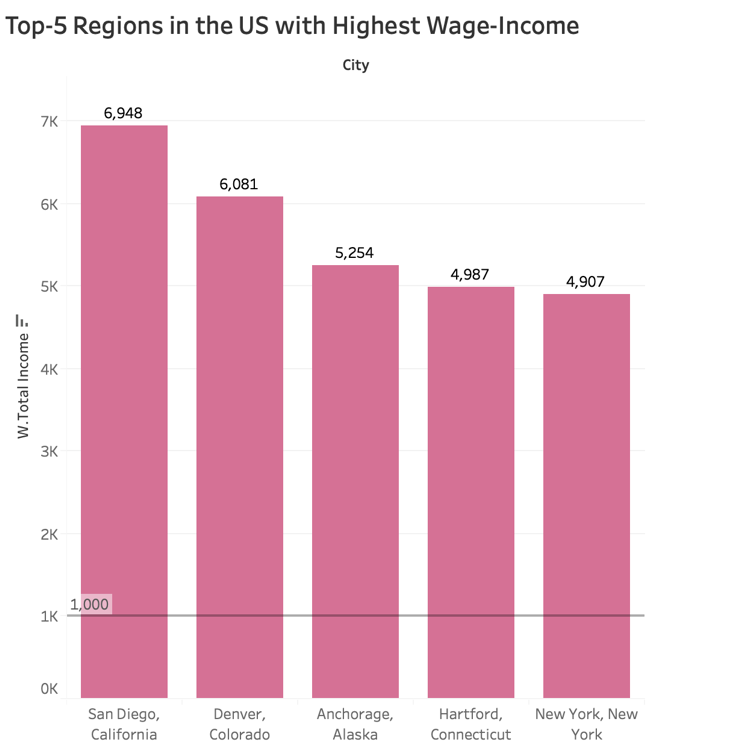 Top-5 Regions in the US with Highest Wage-Income
City
7K
6K
5K
4K
3K
2K
1K
0K
W.Total Income
6,948
6,081
5,254
4,987
4,907
1,000
San Diego,
California
Denver,
Colorado
Anchorage,
Alaska
Hartford,
Connecticut
New York, New
York